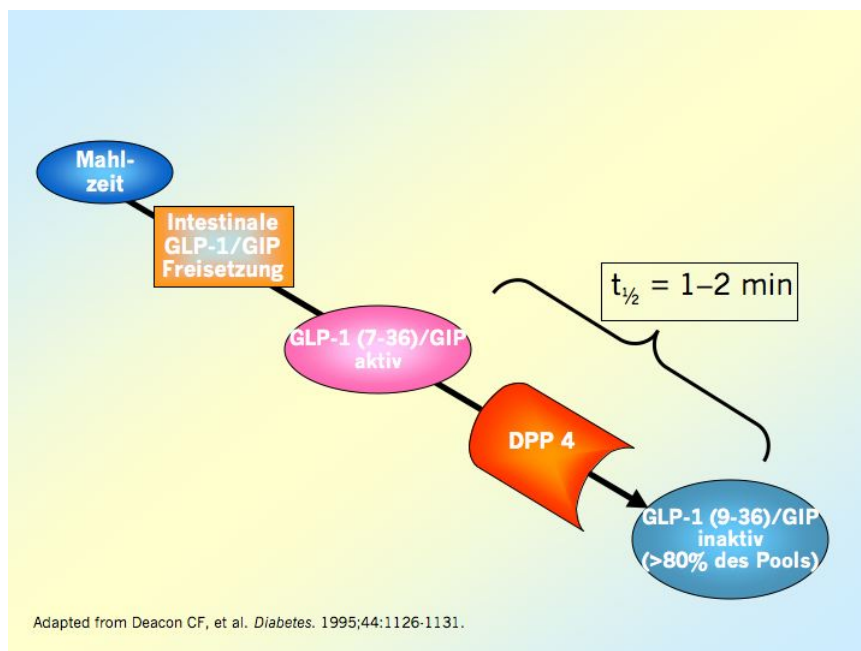 Mahl-
zeit
Intestinale
GLP-1/GIP
Freisetzung
GLP-1 (7-36)/GIP
aktiv
t½ = 1–2 min
DPP 4
GLP-1 (9-36)/GIP
inaktiv
(>80% des Pools)
Adapted from Deacon CF, et al. Diabetes. 1995;44:1126-1131.